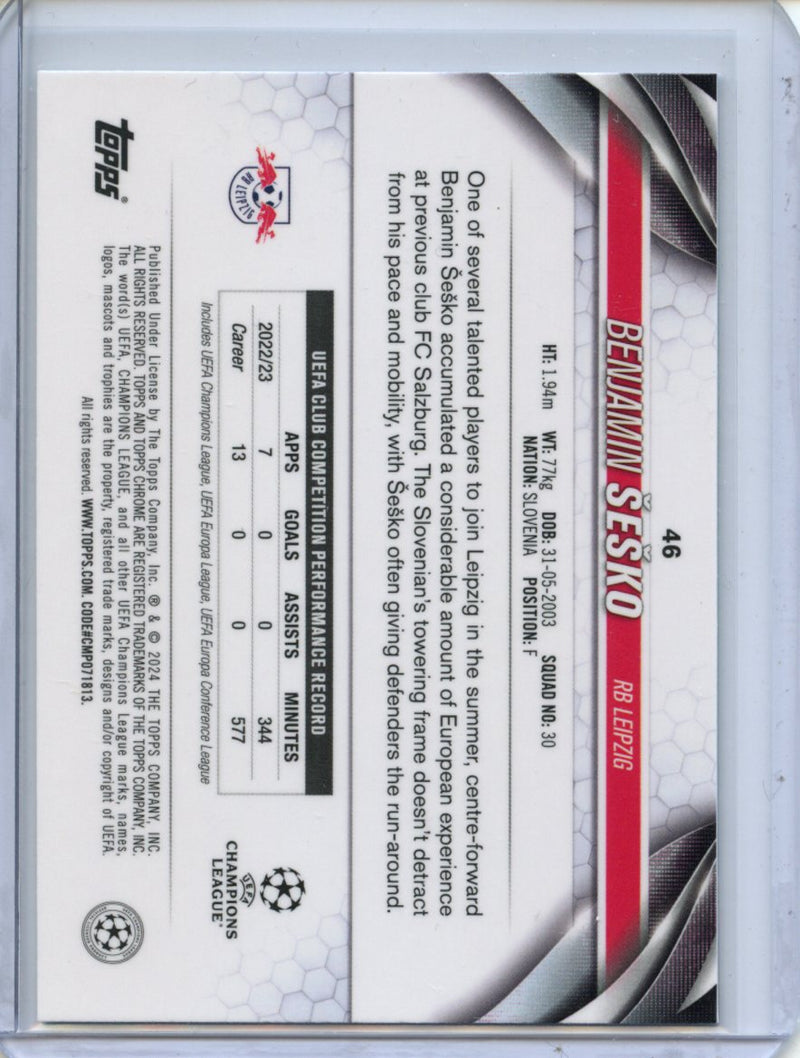 46
BENJAMIN ŠEŠKO RB LEIPZIG
HT: 1.94m WT: 77kg DOB: 31-05-2003 SQUAD NO: 30
NATION: SLOVENIA POSITION: F
One of several talented players to join Leipzig in the summer, centre-forward
Benjamin Šeško accumulated a considerable amount of European experience
at previous club FC Salzburg. The Slovenian's towering frame doesn't detract
from his pace and mobility, with Šeško often giving defenders the run-around.
RB LEIPZIG
UEFA CLUB COMPETITION PERFORMANCE RECORD
APPS GOALS ASSISTS MINUTES
2022/23 7 0 0 344
Career 13 0 0 577
Includes UEFA Champions League, UEFA Europa League, UEFA Europa Conference League
UEFA
CHAMPIONS
LEAGUE®
topps®
Published Under License by The Topps Company, Inc. ® & © 2024 THE TOPPS COMPANY, INC.
ALL RIGHTS RESERVED. TOPPS AND TOPPS CHROME ARE REGISTERED TRADEMARKS OF THE TOPPS COMPANY, INC.
The word(s) UEFA, CHAMPIONS LEAGUE, and all other UEFA Champions League marks, names,
logos, mascots and trophies are the property, registered trade marks, designs and/or copyright of UEFA.
All rights reserved. WWW.TOPPS.COM. CODE#CMP071813.